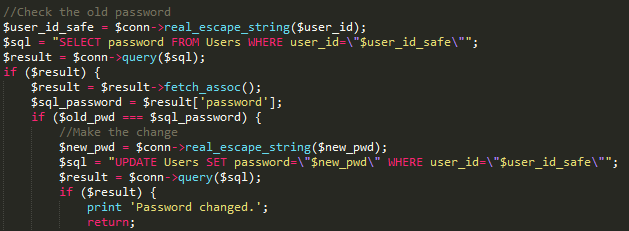 //Check the old password
$user_id_safe = $conn->real_escape_string($user_id);
$sql = "SELECT password FROM Users WHERE user_id=\"$user_id_safe\"";
$result = $conn->query($sql);
if ($result) {
    $result = $result->fetch_assoc();
    $sql_password = $result['password'];
    if ($old_pwd === $sql_password) {
        //Make the change
        $new_pwd = $conn->real_escape_string($new_pwd);
        $sql = "UPDATE Users SET password=\"$new_pwd\" WHERE user_id=\"$user_id_safe\"";
        $result = $conn->query($sql);
        if ($result) {
            print 'Password changed.';
            return;